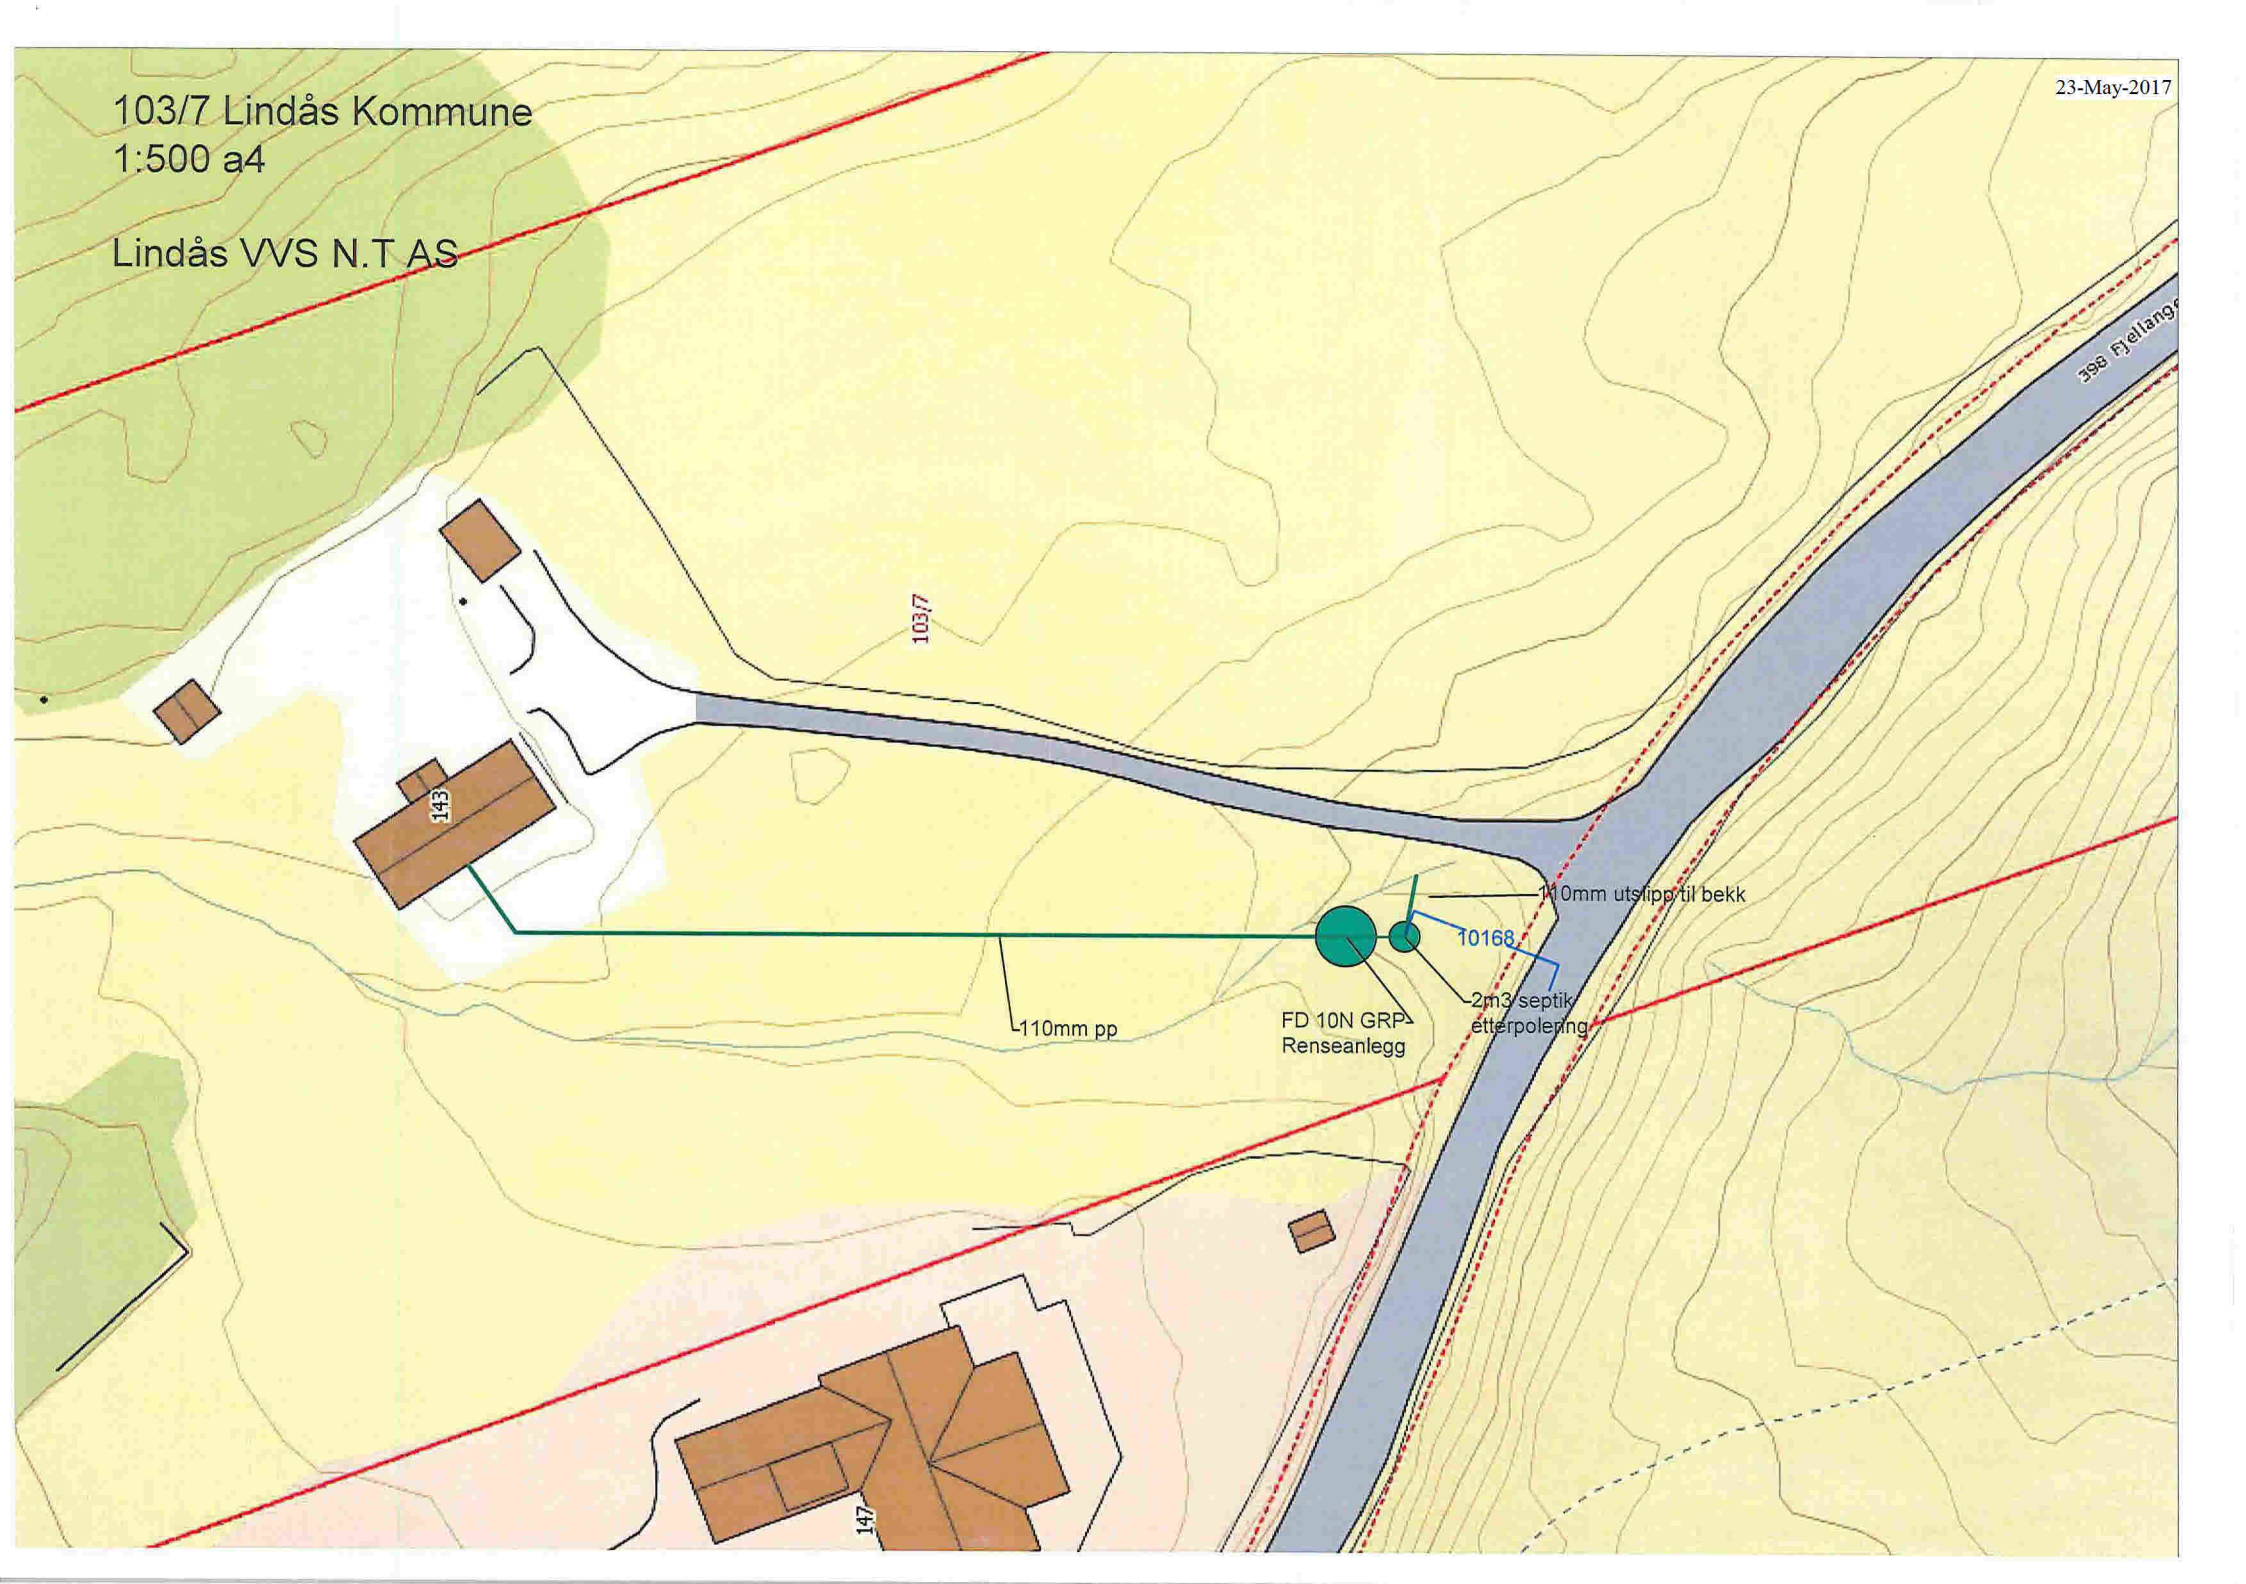 103/7 Lindås Kommune
1:500 a4
Lindås VVS N.T AS
23-May-2017
398 Fjellange
103/7
143
110mm utslipp til bekk
10168
2m3 septik
etterpolering
FD 10N GRP
Renseanlegg
110mm pp
147